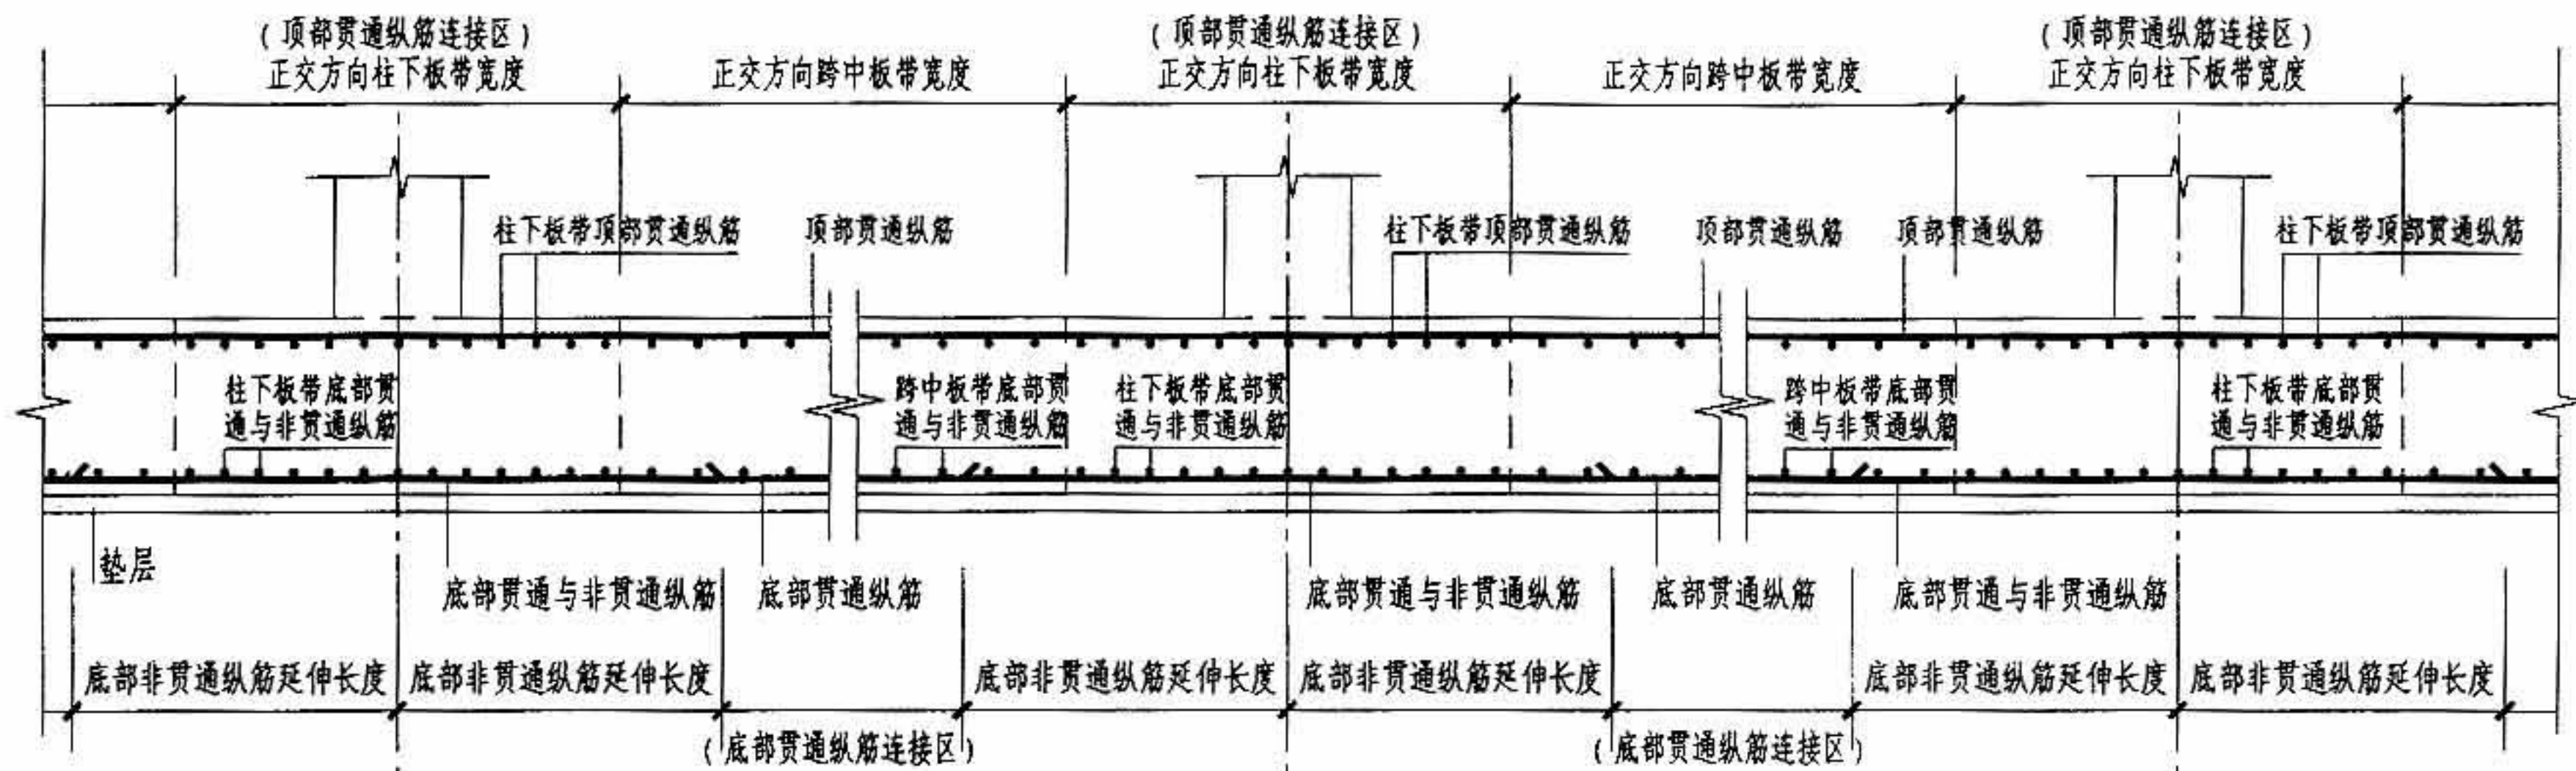 (顶部贯通纵筋连接区)
正交方向柱下板带宽度
正交方向跨中板带宽度
(顶部贯通纵筋连接区)
正交方向柱下板带宽度
正交方向跨中板带宽度
(顶部贯通纵筋连接区)
正交方向柱下板带宽度
柱下板带顶部贯通纵筋
顶部贯通纵筋
柱下板带顶部贯通纵筋
顶部贯通纵筋
顶部贯通纵筋
柱下板带顶部贯通纵筋
柱下板带底部贯
通与非贯通纵筋
跨中板带底部贯
通与非贯通纵筋
柱下板带底部贯
通与非贯通纵筋
跨中板带底部贯
通与非贯通纵筋
柱下板带底部贯
通与非贯通纵筋
垫层
底部贯通与非贯通纵筋
底部贯通纵筋
底部贯通与非贯通纵筋
底部贯通纵筋
底部贯通与非贯通纵筋
底部非贯通纵筋延伸长度
底部非贯通纵筋延伸长度
底部非贯通纵筋延伸长度
底部非贯通纵筋延伸长度
底部非贯通纵筋延伸长度
底部非贯通纵筋延伸长度
(底部贯通纵筋连接区)
(底部贯通纵筋连接区)